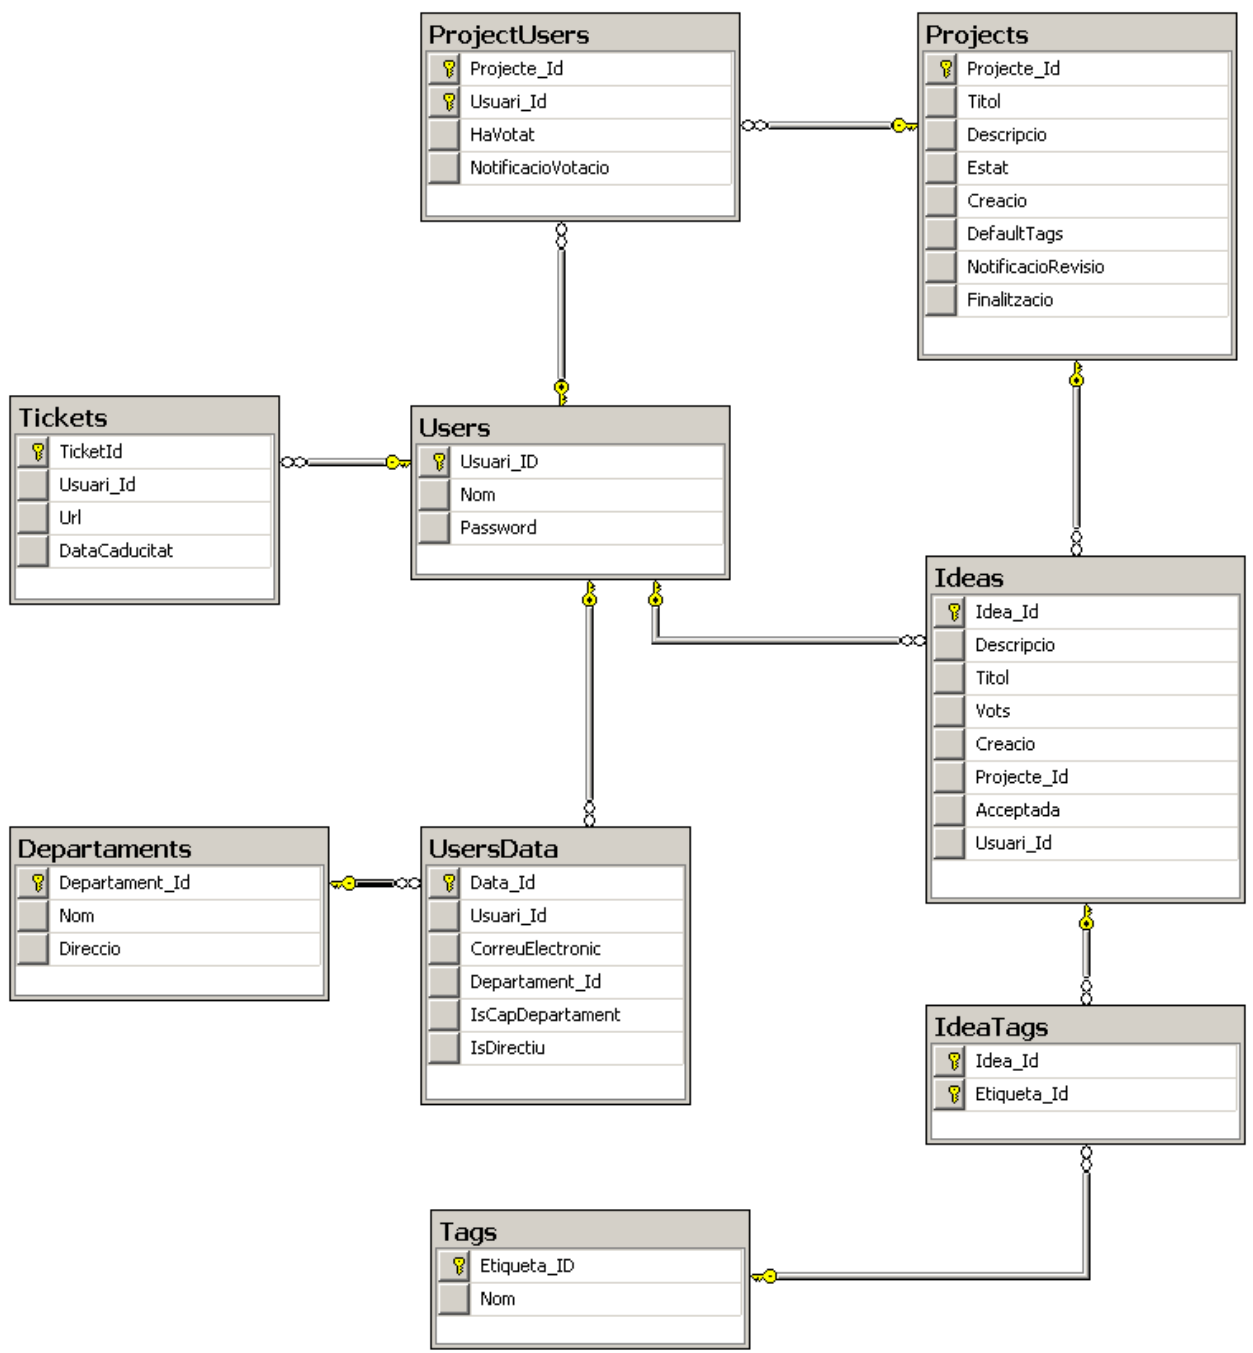 ProjectUsers
Projecte_Id
Usuari_Id
HaVotat
NotificacioVotacio
Projects
Projecte_Id
Titol
Descripcio
Estat
Creacio
DefaultTags
NotificacioRevisio
Finalitzacio
Tickets
TicketId
Usuari_Id
Url
DataCaducitat
Users
Usuari_ID
Nom
Password
Ideas
Idea_Id
Descripcio
Titol
Vots
Creacio
Projecte_Id
Acceptada
Usuari_Id
Departaments
Departament_Id
Nom
Direccio
UsersData
Data_Id
Usuari_Id
CorreuElectronic
Departament_Id
IsCapDepartament
IsDirectiu
IdeaTags
Idea_Id
Etiqueta_Id
Tags
Etiqueta_ID
Nom